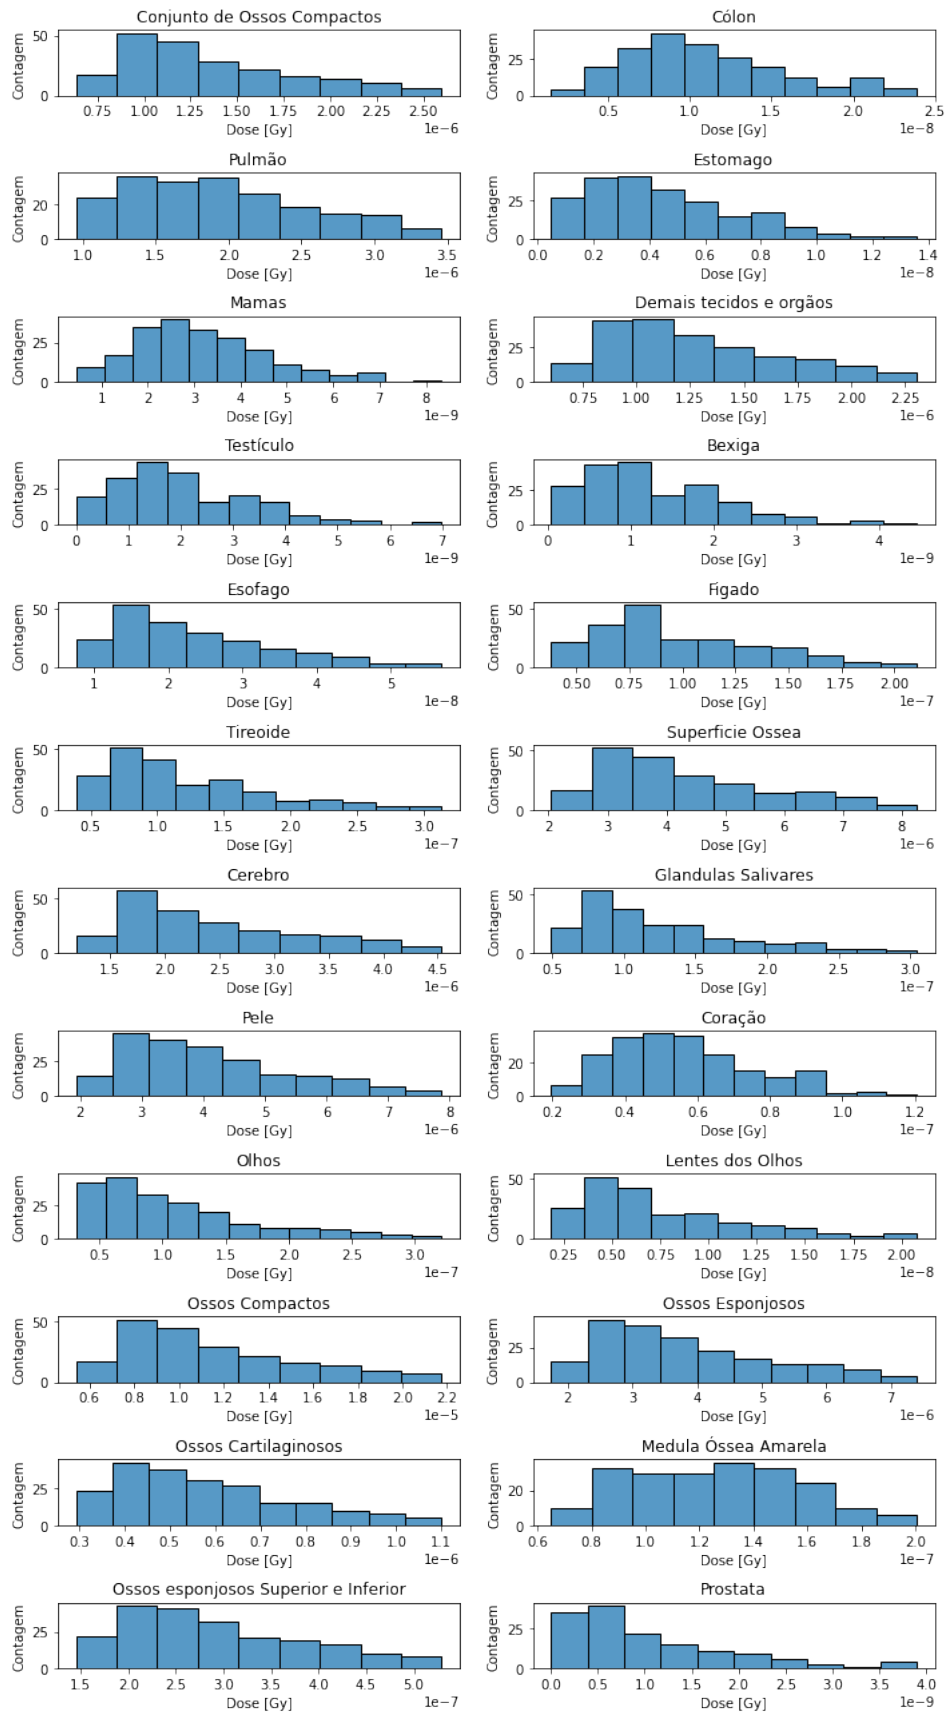 Conjunto de Ossos Compactos
Contagem
50
0
0.75 1.00 1.25 1.50 1.75 2.00 2.25 2.50
Dose [Gy]
1e−6
Cólon
Contagem
25
0
0.5 1.0 1.5 2.0 2.5
Dose [Gy]
1e−8
Pulmão
Contagem
20
0
1.0 1.5 2.0 2.5 3.0 3.5
Dose [Gy]
1e−6
Estomago
Contagem
25
0
0.0 0.2 0.4 0.6 0.8 1.0 1.2 1.4
Dose [Gy]
1e−8
Mamas
Contagem
25
0
1 2 3 4 5 6 7 8
Dose [Gy]
1e−9
Demais tecidos e orgãos
Contagem
25
0
0.75 1.00 1.25 1.50 1.75 2.00 2.25
Dose [Gy]
1e−6
Testículo
Contagem
25
0
0 1 2 3 4 5 6 7
Dose [Gy]
1e−9
Bexiga
Contagem
25
0
0 1 2 3 4
Dose [Gy]
1e−9
Esofago
Contagem
50
0
1 2 3 4 5
Dose [Gy]
1e−8
Figado
Contagem
50
0
0.50 0.75 1.00 1.25 1.50 1.75 2.00
Dose [Gy]
1e−7
Tireoide
Contagem
50
0
0.5 1.0 1.5 2.0 2.5 3.0
Dose [Gy]
1e−7
Superficie Ossea
Contagem
50
0
2 3 4 5 6 7 8
Dose [Gy]
1e−6
Cerebro
Contagem
50
0
1.5 2.0 2.5 3.0 3.5 4.0 4.5
Dose [Gy]
1e−6
Glandulas Salivares
Contagem
50
0
0.5 1.0 1.5 2.0 2.5 3.0
Dose [Gy]
1e−7
Pele
Contagem
25
0
2 3 4 5 6 7 8
Dose [Gy]
1e−6
Coração
Contagem
20
0
0.2 0.4 0.6 0.8 1.0 1.2
Dose [Gy]
1e−7
Olhos
Contagem
25
0
0.5 1.0 1.5 2.0 2.5 3.0
Dose [Gy]
1e−7
Lentes dos Olhos
Contagem
50
0
0.25 0.50 0.75 1.00 1.25 1.50 1.75 2.00
Dose [Gy]
1e−8
Ossos Compactos
Contagem
50
0
0.6 0.8 1.0 1.2 1.4 1.6 1.8 2.0 2.2
Dose [Gy]
1e−5
Ossos Esponjosos
Contagem
25
0
2 3 4 5 6 7
Dose [Gy]
1e−6
Ossos Cartilaginosos
Contagem
25
0
0.3 0.4 0.5 0.6 0.7 0.8 0.9 1.0 1.1
Dose [Gy]
1e−6
Medula Óssea Amarela
Contagem
20
0
0.6 0.8 1.0 1.2 1.4 1.6 1.8 2.0
Dose [Gy]
1e−7
Ossos esponjosos Superior e Inferior
Contagem
25
0
1.5 2.0 2.5 3.0 3.5 4.0 4.5 5.0
Dose [Gy]
1e−7
Prostata
Contagem
25
0
0.0 0.5 1.0 1.5 2.0 2.5 3.0 3.5 4.0
Dose [Gy]
1e−9